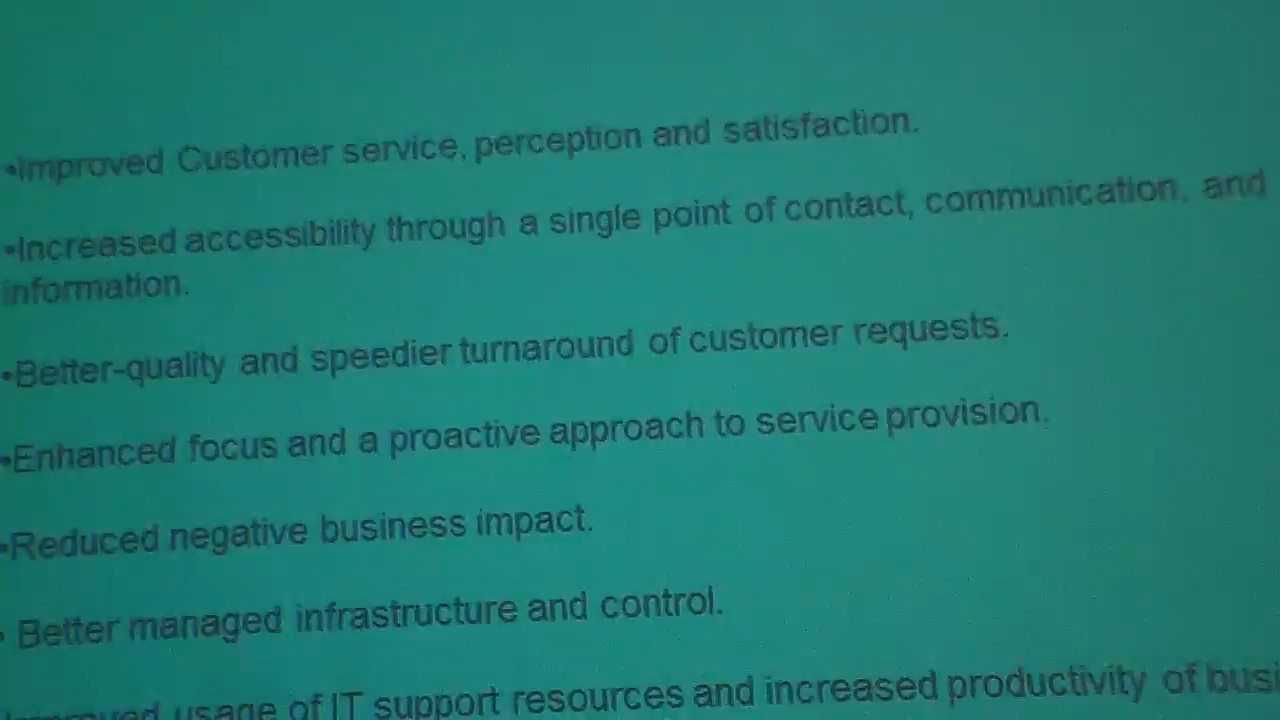 •Improved Customer service, perception and satisfaction.
•Increased accessibility through a single point of contact, communication, and
information.
•Better-quality and speedier turnaround of customer requests.
•Enhanced focus and a proactive approach to service provision.
•Reduced negative business impact.
• Better managed infrastructure and control.
Improved usage of IT support resources and increased productivity of busi